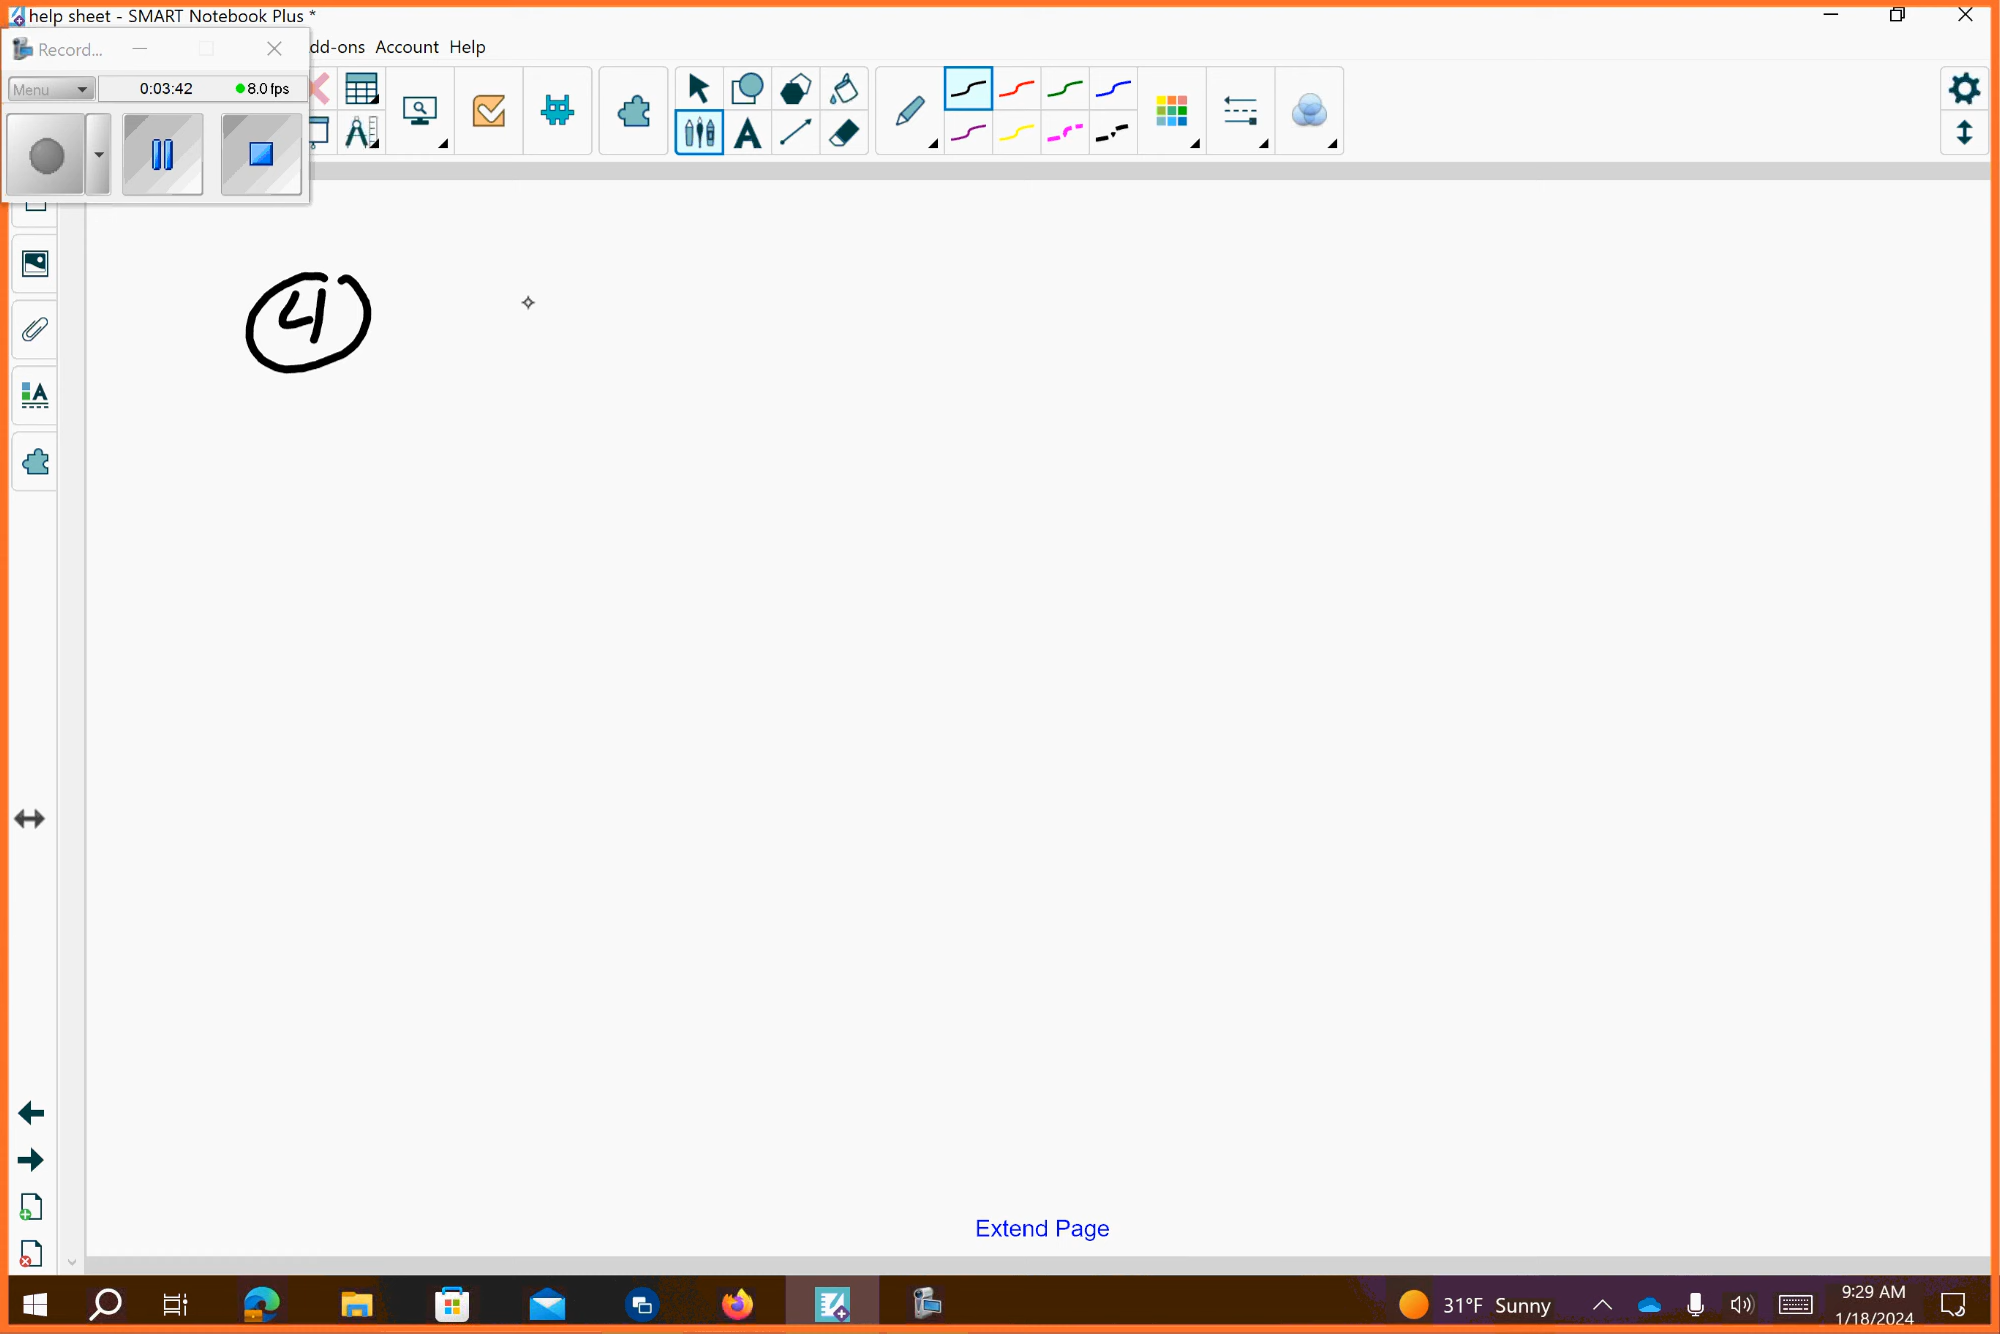 help sheet - SMART Notebook Plus *
Record...
dd-ons Account Help
Menu 0:03:42 8.0 fps
4
Extend Page
31°F Sunny
9:29 AM
1/18/2024